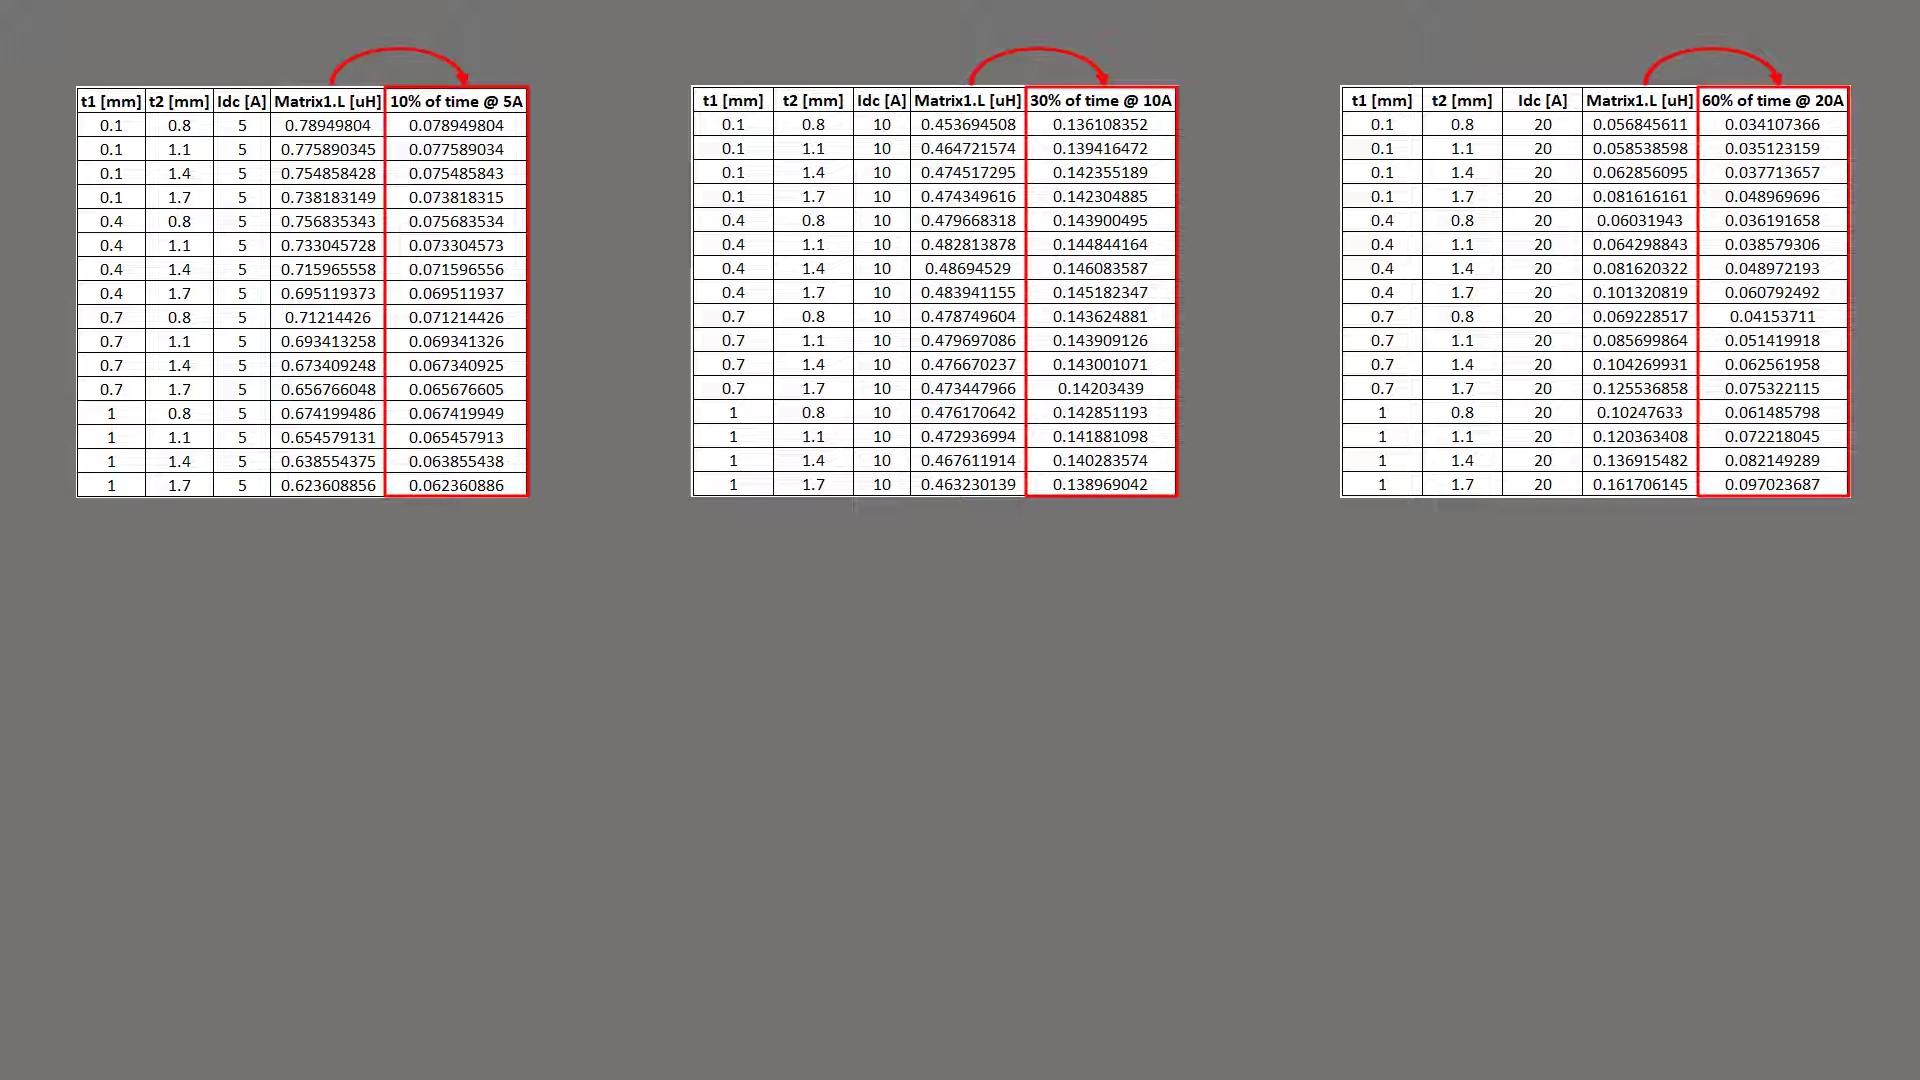 t1 [mm] t2 [mm] Idc [A] Matrix1.L [uH] 10% of time @ 5A
0.1 0.8 5 0.78949804 0.078949804
0.1 1.1 5 0.775890345 0.077589034
0.1 1.4 5 0.754858428 0.075485843
0.1 1.7 5 0.738183149 0.073818315
0.4 0.8 5 0.756835343 0.075683534
0.4 1.1 5 0.733045728 0.073304573
0.4 1.4 5 0.715965558 0.071596556
0.4 1.7 5 0.695119373 0.069511937
0.7 0.8 5 0.71214426 0.071214426
0.7 1.1 5 0.693413258 0.069341326
0.7 1.4 5 0.673409248 0.067340925
0.7 1.7 5 0.656766048 0.065676605
1 0.8 5 0.674199486 0.067419949
1 1.1 5 0.654579131 0.065457913
1 1.4 5 0.638554375 0.063855438
1 1.7 5 0.623608856 0.062360886
t1 [mm] t2 [mm] Idc [A] Matrix1.L [uH] 30% of time @ 10A
0.1 0.8 10 0.453694508 0.136108352
0.1 1.1 10 0.464721574 0.139416472
0.1 1.4 10 0.474517295 0.142355189
0.1 1.7 10 0.474349616 0.142304885
0.4 0.8 10 0.479668318 0.143900495
0.4 1.1 10 0.482813878 0.144844164
0.4 1.4 10 0.48694529 0.146083587
0.4 1.7 10 0.483941155 0.145182347
0.7 0.8 10 0.478749604 0.143624881
0.7 1.1 10 0.479697086 0.143909126
0.7 1.4 10 0.476670237 0.143001071
0.7 1.7 10 0.473447966 0.14203439
1 0.8 10 0.476170642 0.142851193
1 1.1 10 0.472936994 0.141881098
1 1.4 10 0.467611914 0.140283574
1 1.7 10 0.463230139 0.138969042
t1 [mm] t2 [mm] Idc [A] Matrix1.L [uH] 60% of time @ 20A
0.1 0.8 20 0.056845611 0.034107366
0.1 1.1 20 0.058538598 0.035123159
0.1 1.4 20 0.062856095 0.037713657
0.1 1.7 20 0.081616161 0.048969696
0.4 0.8 20 0.06031943 0.036191658
0.4 1.1 20 0.064298843 0.038579306
0.4 1.4 20 0.081620322 0.048972193
0.4 1.7 20 0.101320819 0.060792492
0.7 0.8 20 0.069228517 0.04153711
0.7 1.1 20 0.085699864 0.051419918
0.7 1.4 20 0.104269931 0.062561958
0.7 1.7 20 0.125536858 0.075322115
1 0.8 20 0.10247633 0.061485798
1 1.1 20 0.120363408 0.072218045
1 1.4 20 0.136915482 0.082149289
1 1.7 20 0.161706145 0.097023687